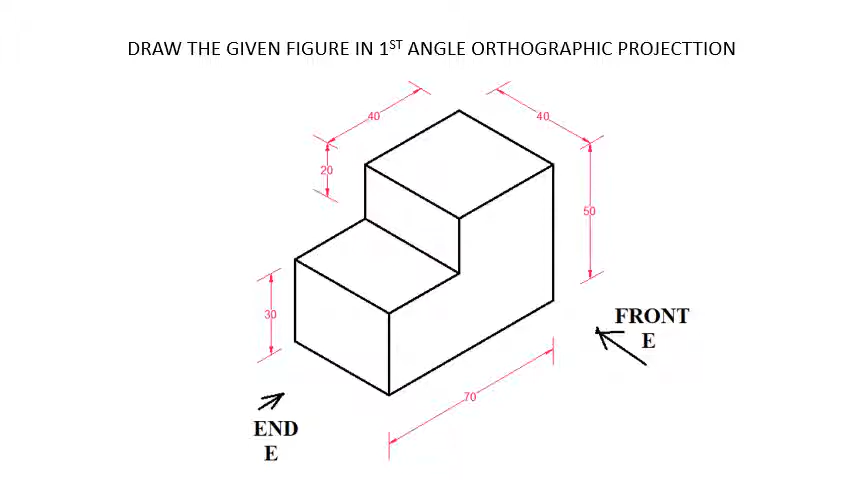 DRAW THE GIVEN FIGURE IN 1ST ANGLE ORTHOGRAPHIC PROJECTTION
40
40
20
50
30
FRONT
E
70
END
E